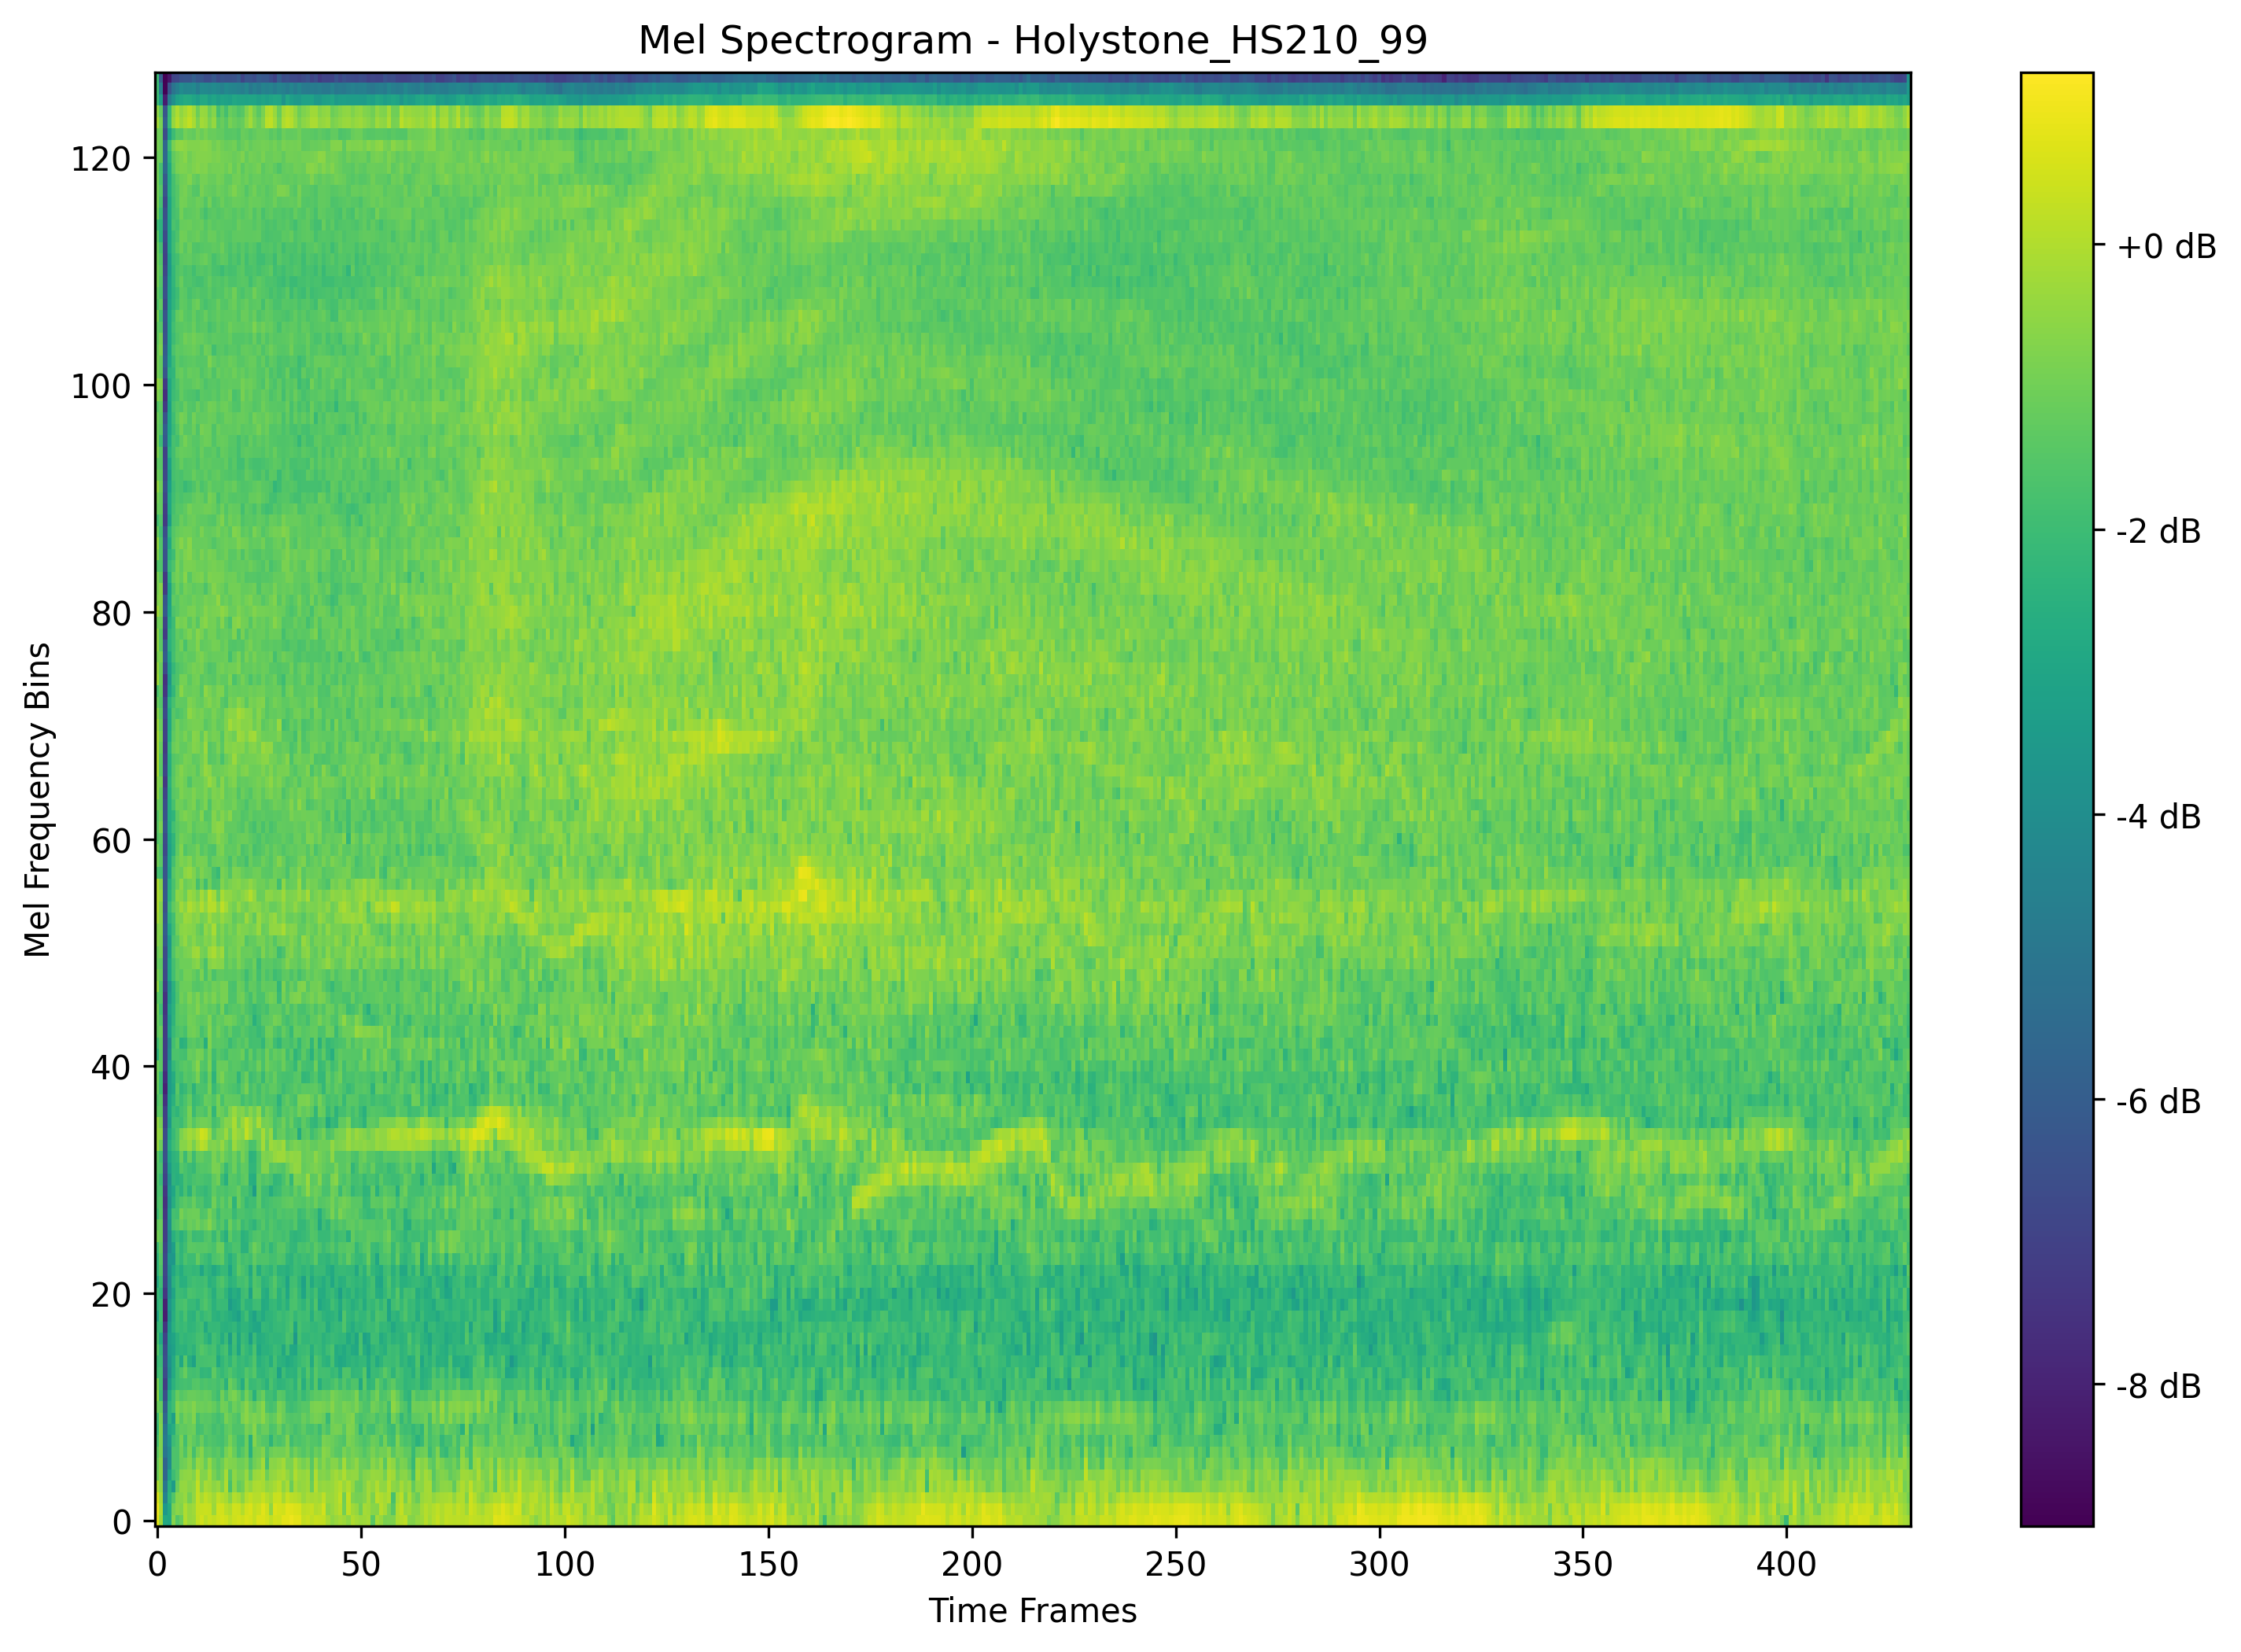 Mel Spectrogram - Holystone_HS210_99
Mel Frequency Bins
120
100
80
60
40
20
0
0 50 100 150 200 250 300 350 400
Time Frames
+0 dB
-2 dB
-4 dB
-6 dB
-8 dB